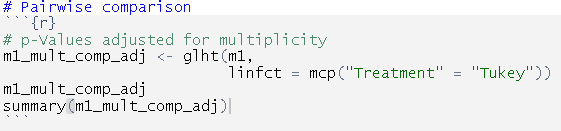 # Pairwise comparison
```{r}
# p-Values adjusted for multiplicity
m1_mult_comp_adj <- glht(m1,
                         linfct = mcp("Treatment" = "Tukey"))
m1_mult_comp_adj
summary(m1_mult_comp_adj)
```